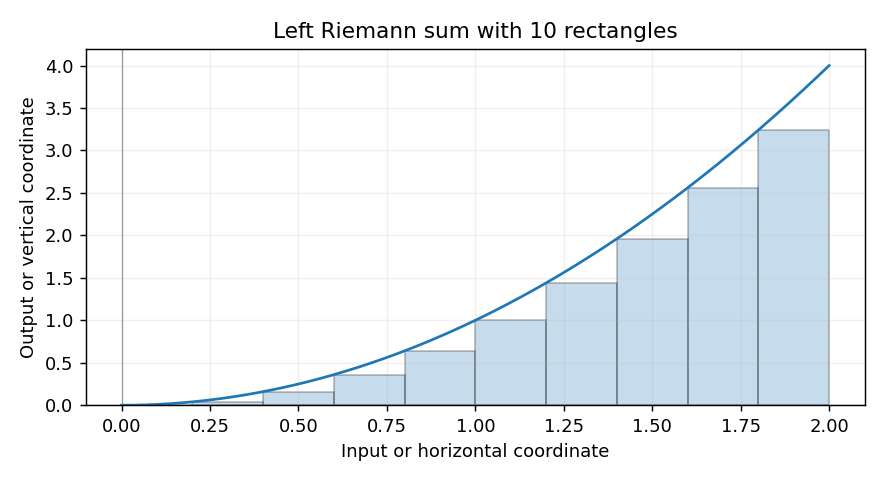 Left Riemann sum with 10 rectangles
Output or vertical coordinate
4.0
3.5
3.0
2.5
2.0
1.5
1.0
0.5
0.0
0.00 0.25 0.50 0.75 1.00 1.25 1.50 1.75 2.00
Input or horizontal coordinate